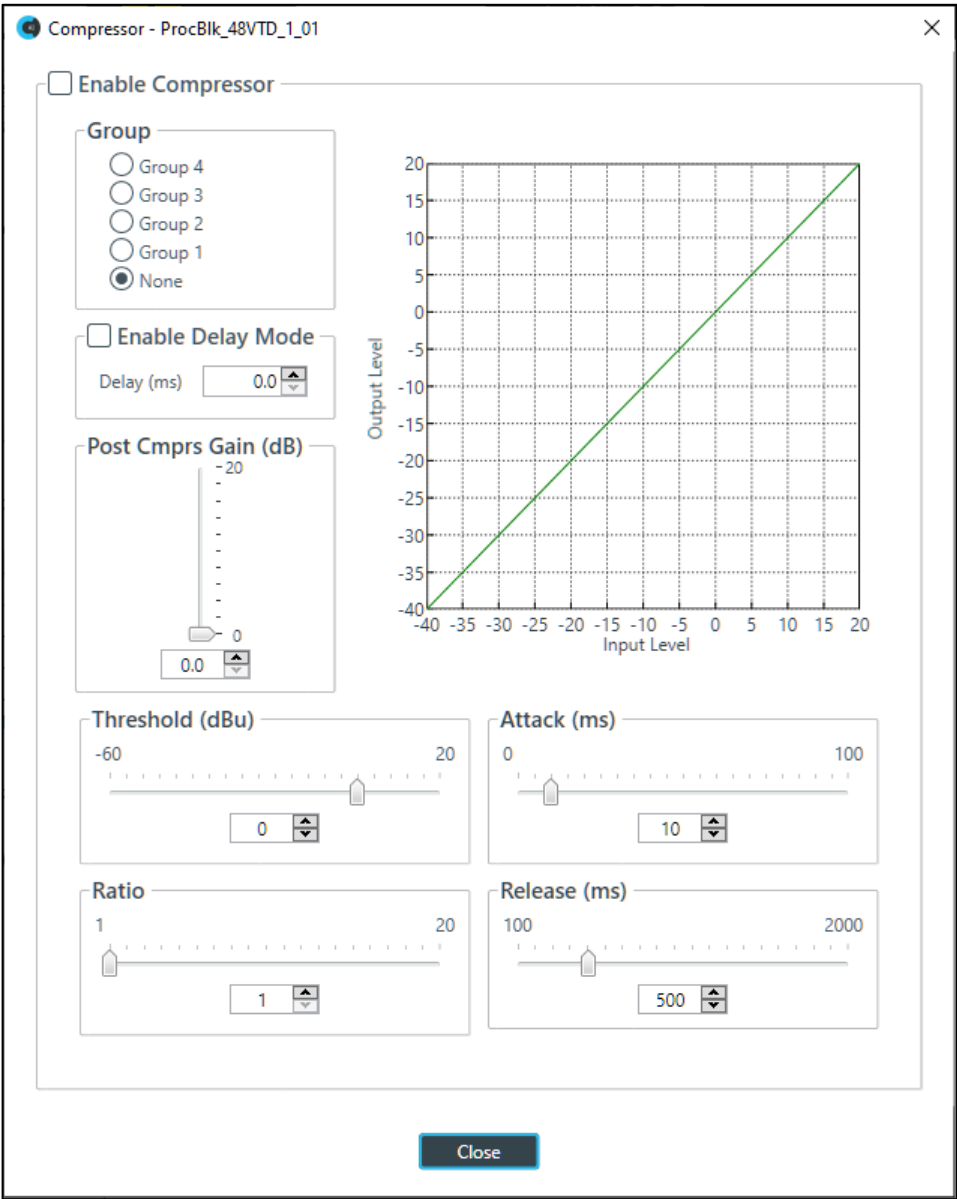 Compressor - ProcBlk_48VTD_1_01
Enable Compressor
Group
Group 4
Group 3
Group 2
Group 1
None
Enable Delay Mode
Delay (ms) 0.0
Post Cmprs Gain (dB)
20
0
0.0
20
15
10
5
0
-5
-10
-15
-20
-25
-30
-35
-40
Output Level
-40 -35 -30 -25 -20 -15 -10 -5 0 5 10 15 20
Input Level
Threshold (dBu)
-60 20
0
Attack (ms)
0 100
10
Ratio
1 20
1
Release (ms)
100 2000
500
Close